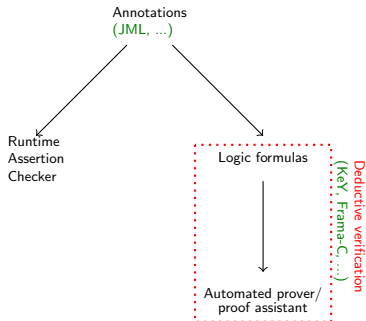 Annotations
(JML, ...)
Runtime
Assertion
Checker
Logic formulas
Automated prover/
proof assistant
Deductive verification
(KeY, Frama-C, ...)